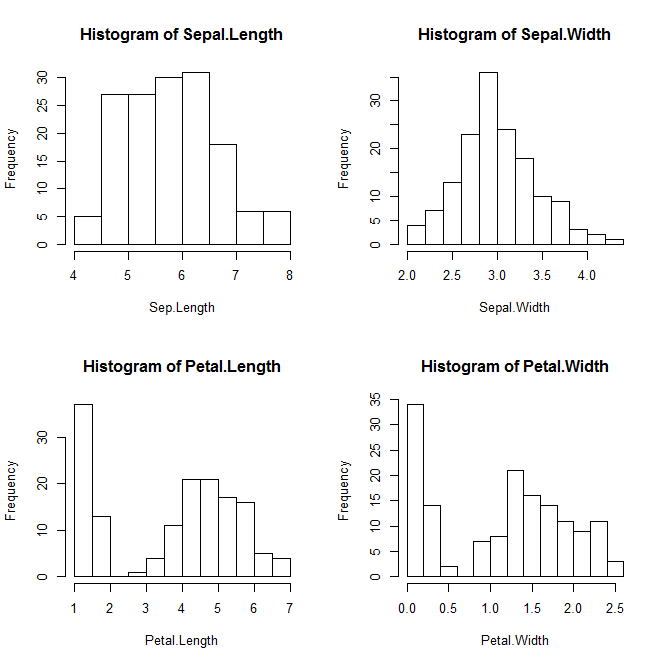 Histogram of Sepal.Length
Frequency
30
25
20
15
10
5
0
4 5 6 7 8
Sep.Length
Histogram of Sepal.Width
Frequency
30
20
10
5
0
2.0 2.5 3.0 3.5 4.0
Sepal.Width
Histogram of Petal.Length
Frequency
30
20
10
0
1 2 3 4 5 6 7
Petal.Length
Histogram of Petal.Width
Frequency
35
30
25
20
15
10
5
0
0.0 0.5 1.0 1.5 2.0 2.5
Petal.Width